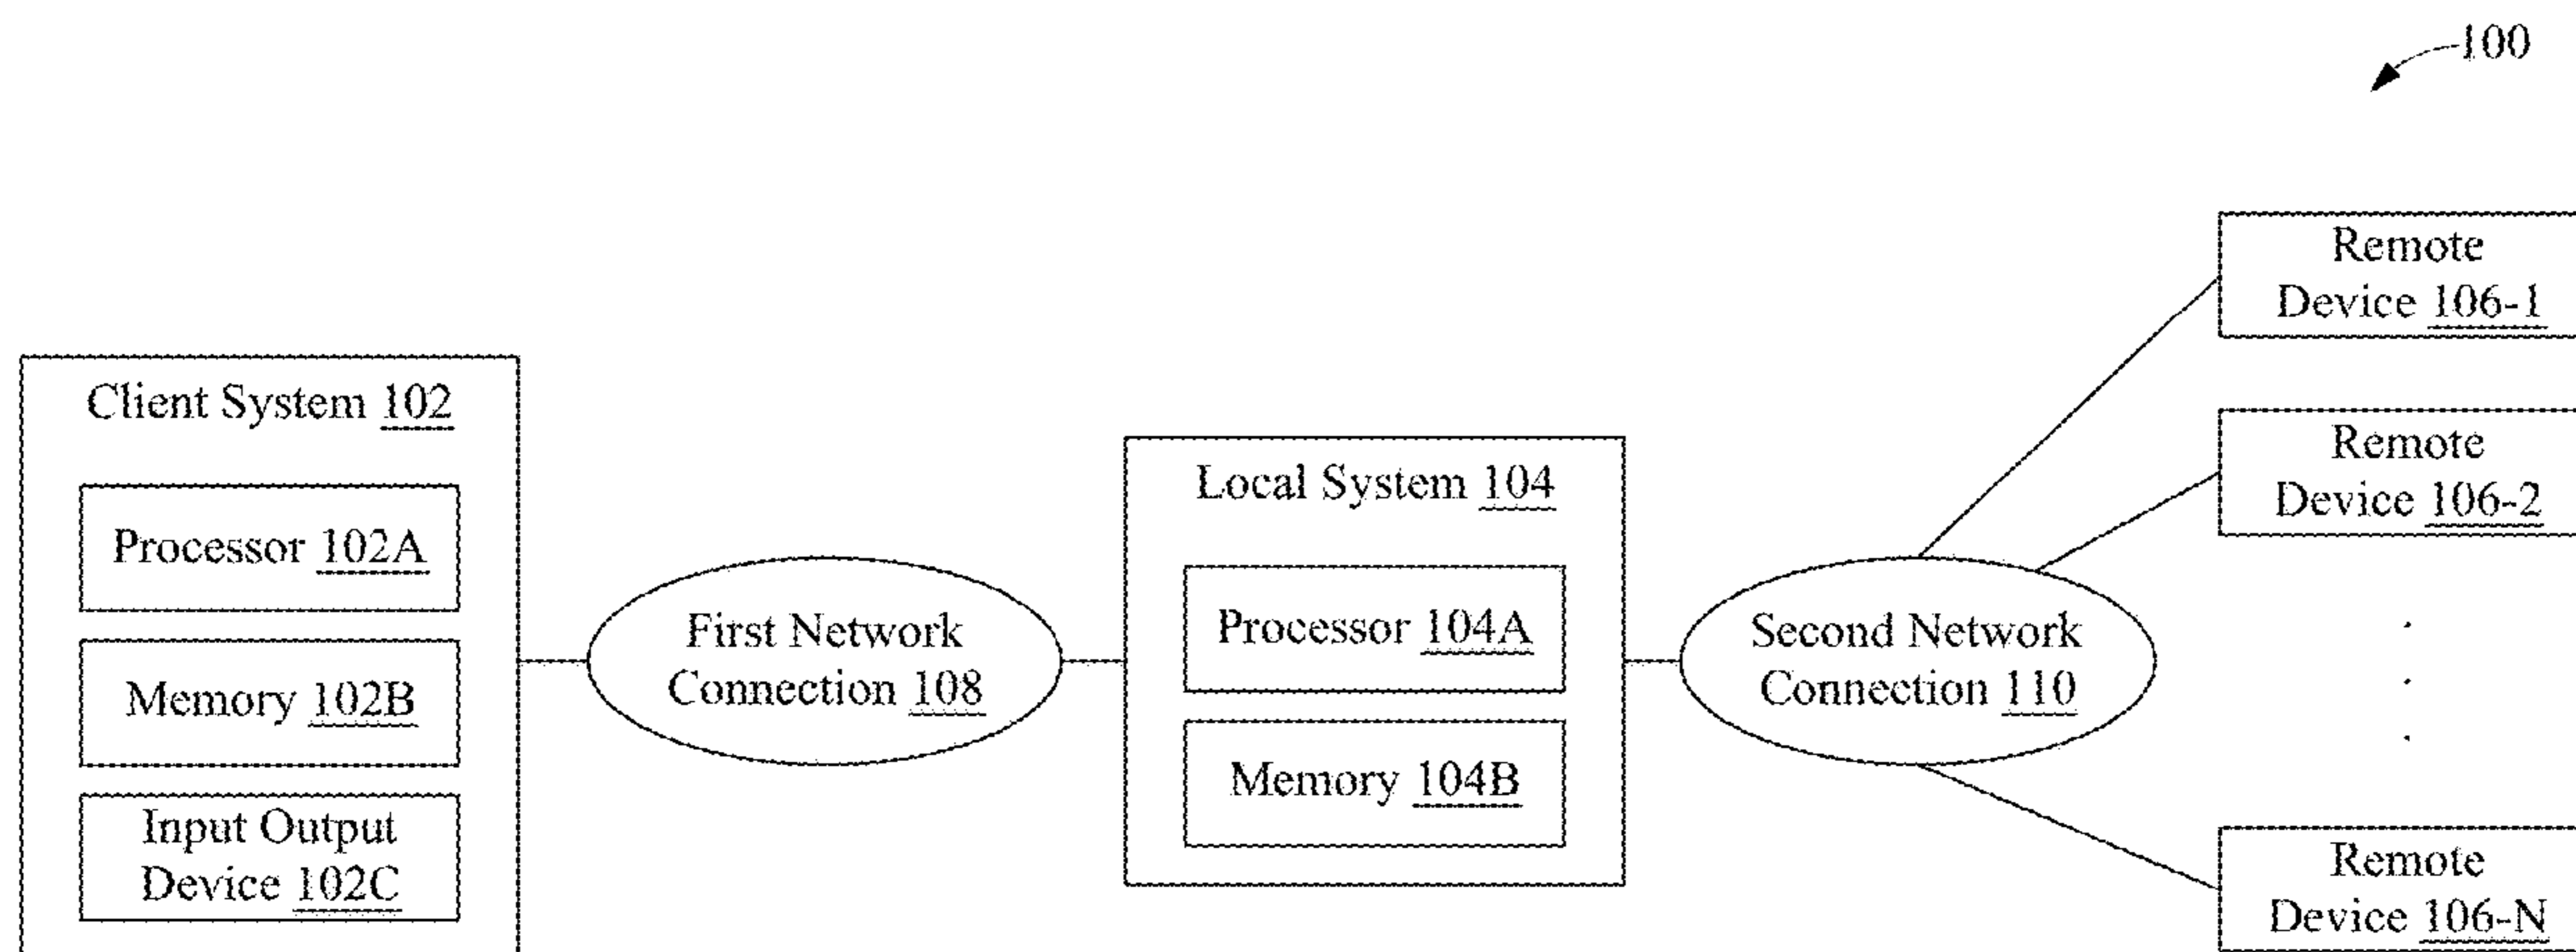 100
Client System 102
Processor 102A
Memory 102B
Input Output
Device 102C
First Network
Connection 108
Local System 104
Processor 104A
Memory 104B
Second Network
Connection 110
Remote
Device 106-1
Remote
Device 106-2
Remote
Device 106-N